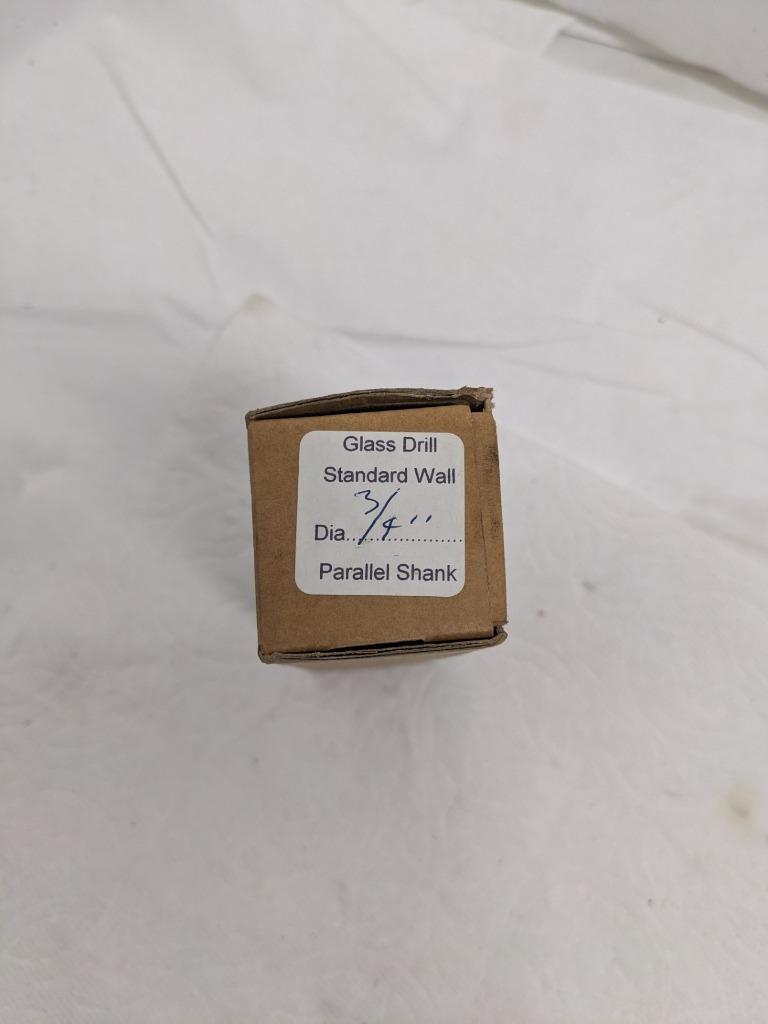 Glass Drill
Standard Wall
Dia...3/4"...................
Parallel Shank